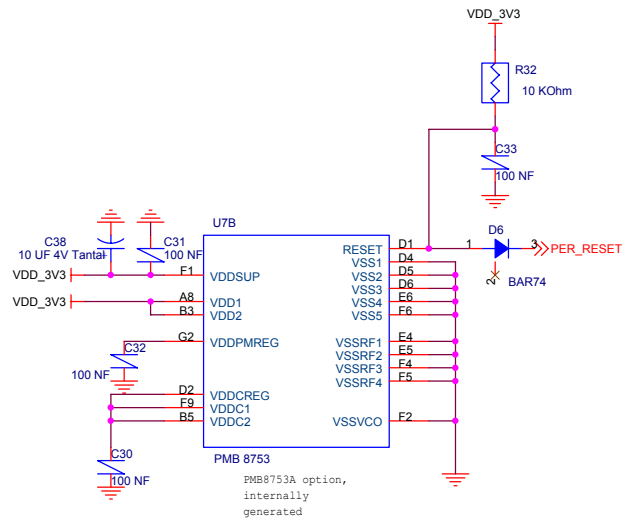 VDD_3V3
R32
10 KOhm
C33
100 NF
U7B
C38
10 UF 4V Tantal
C31
100 NF
VDD_3V3
VDD_3V3
F1
A8
B3
G2
D2
F9
B5
VDDSUP
VDD1
VDD2
VDDPMREG
VDDCREG
VDDC1
VDDC2
C32
100 NF
C30
100 NF
RESET
VSS1
VSS2
VSS3
VSS4
VSS5
VSSRF1
VSSRF2
VSSRF3
VSSRF4
VSSVCO
D1
D4
D5
D6
E6
F6
E4
E5
F4
F5
F2
D6
1
3
2
PER_RESET
BAR74
PMB 8753
PMB8753A option,
internally
generated